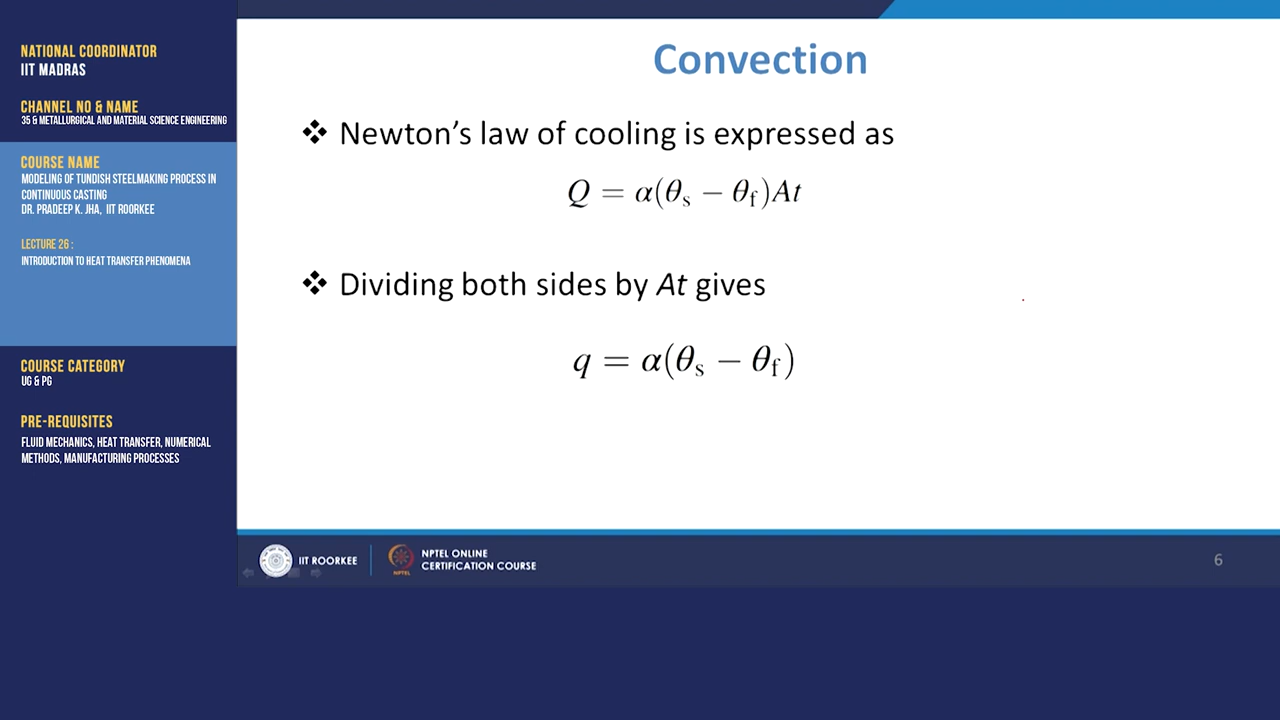 NATIONAL COORDINATOR
IIT MADRAS
CHANNEL NO & NAME
35 & METALLURGICAL AND MATERIAL SCIENCE ENGINEERING
COURSE NAME
MODELING OF TUNDISH STEELMAKING PROCESS IN
CONTINUOUS CASTING
DR. PRADEEP K. JHA, IIT ROORKEE
LECTURE 26 :
INTRODUCTION TO HEAT TRANSFER PHENOMENA
COURSE CATEGORY
UG & PG
PRE-REQUISITES
FLUID MECHANICS, HEAT TRANSFER, NUMERICAL
METHODS, MANUFACTURING PROCESSES
Convection
❖ Newton's law of cooling is expressed as
Q = α(θs − θf)At
❖ Dividing both sides by At gives
q = α(θs − θf)
IIT ROORKEE
NPTEL ONLINE
CERTIFICATION COURSE
NPTEL
6